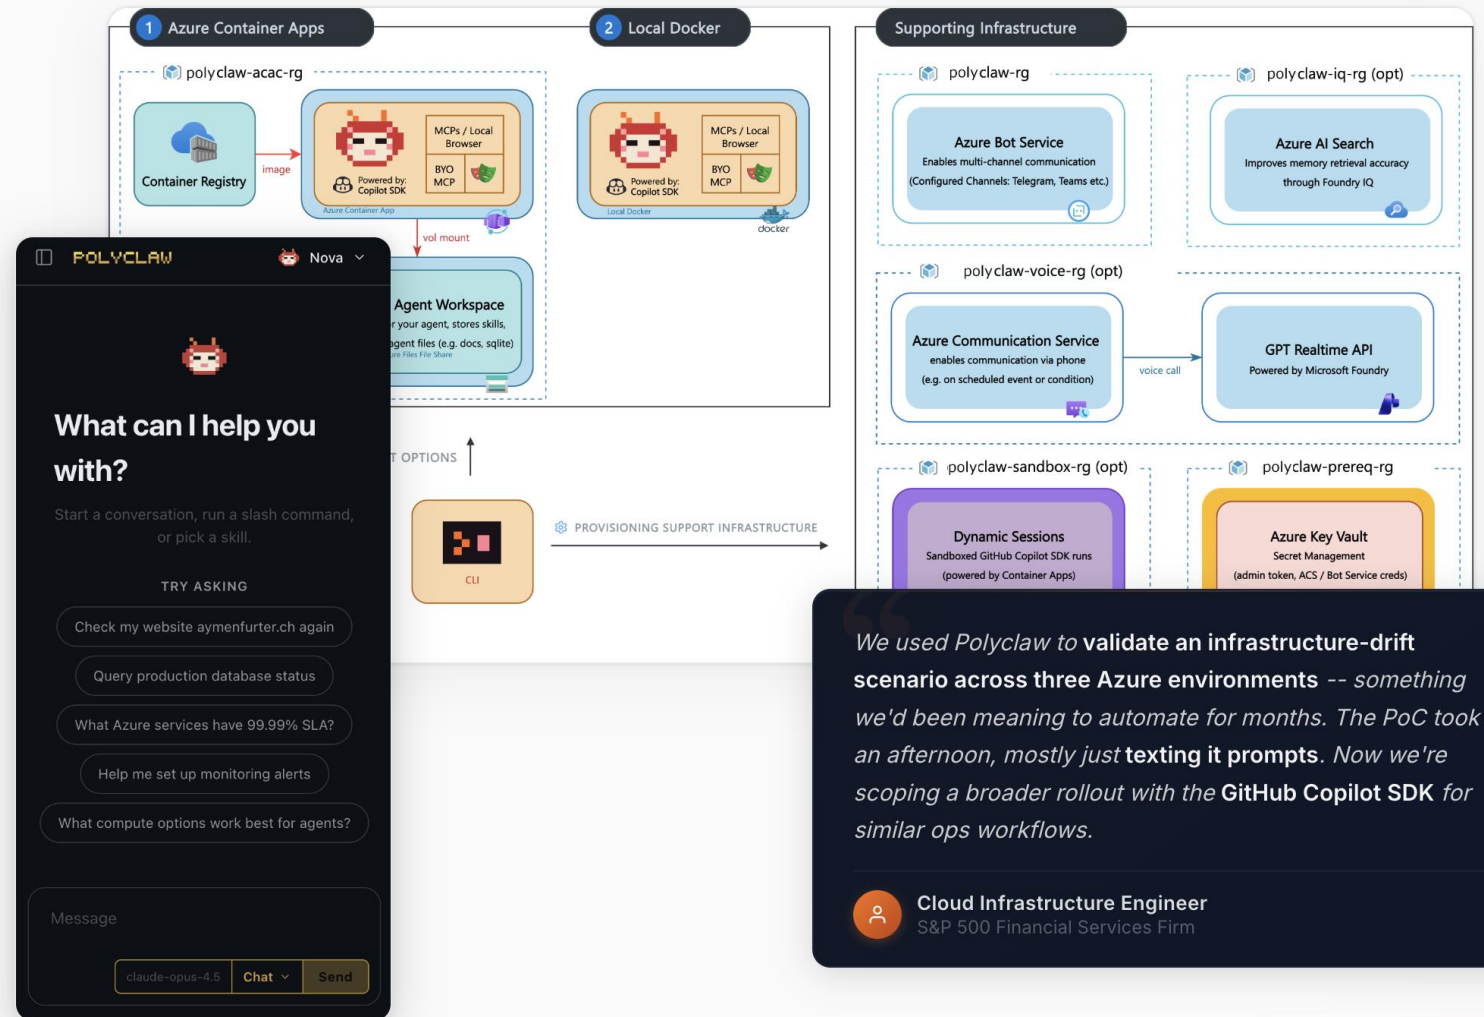 1 Azure Container Apps
2 Local Docker
Supporting Infrastructure
polyclaw-acac-rg
Container Registry
image
MCPs / Local
Browser
BYO
MCP
Powered by:
Copilot SDK
Azure Container App
vol mount
Agent Workspace
your agent, stores skills,
agent files (e.g. docs, sqlite)
Files File Share
MCPs / Local
Browser
BYO
MCP
Powered by:
Copilot SDK
Local Docker
docker
OPTIONS
CLI
PROVISIONING SUPPORT INFRASTRUCTURE
polyclaw-rg
Azure Bot Service
Enables multi-channel communication
(Configured Channels: Telegram, Teams etc.)
polyclaw-iq-rg (opt)
Azure AI Search
Improves memory retrieval accuracy
through Foundry IQ
polyclaw-voice-rg (opt)
Azure Communication Service
enables communication via phone
(e.g. on scheduled event or condition)
voice call
GPT Realtime API
Powered by Microsoft Foundry
polyclaw-sandbox-rg (opt)
Dynamic Sessions
Sandboxed GitHub Copilot SDK runs
(powered by Container Apps)
polyclaw-prereq-rg
Azure Key Vault
Secret Management
(admin token, ACS / Bot Service creds)
POLYCLAW
Nova
What can I help you
with?
Start a conversation, run a slash command,
or pick a skill.
TRY ASKING
Check my website aymenfurter.ch again
Query production database status
What Azure services have 99.99% SLA?
Help me set up monitoring alerts
What compute options work best for agents?
Message
claude-opus-4.5
Chat
Send
We used Polyclaw to validate an infrastructure-drift
scenario across three Azure environments -- something
we'd been meaning to automate for months. The PoC took
an afternoon, mostly just texting it prompts. Now we're
scoping a broader rollout with the GitHub Copilot SDK for
similar ops workflows.
Cloud Infrastructure Engineer
S&P 500 Financial Services Firm